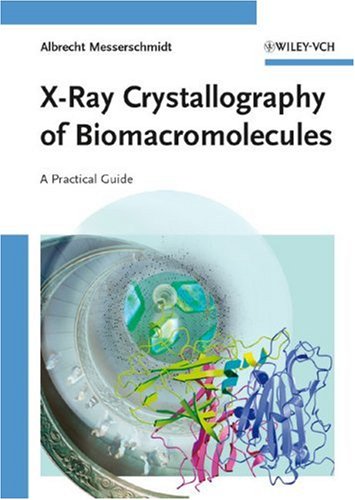 Albrecht Messerschmidt
WILEY-VCH
X-Ray Crystallography
of Biomacromolecules
A Practical Guide